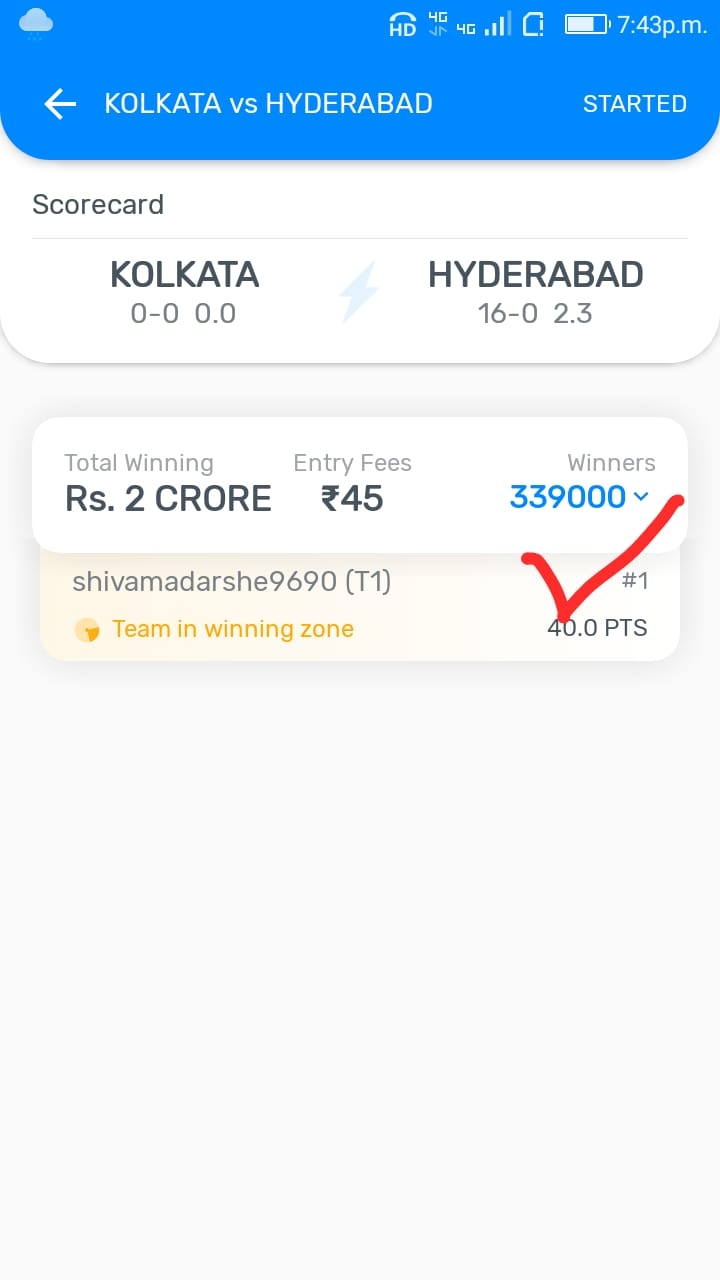 HD 4G 4G 7:43p.m.
KOLKATA vs HYDERABAD STARTED
Scorecard
KOLKATA HYDERABAD
0-0 0.0 16-0 2.3
Total Winning Entry Fees Winners
Rs. 2 CRORE ₹45 339000
shivamadarshe9690 (T1) #1
Team in winning zone 40.0 PTS